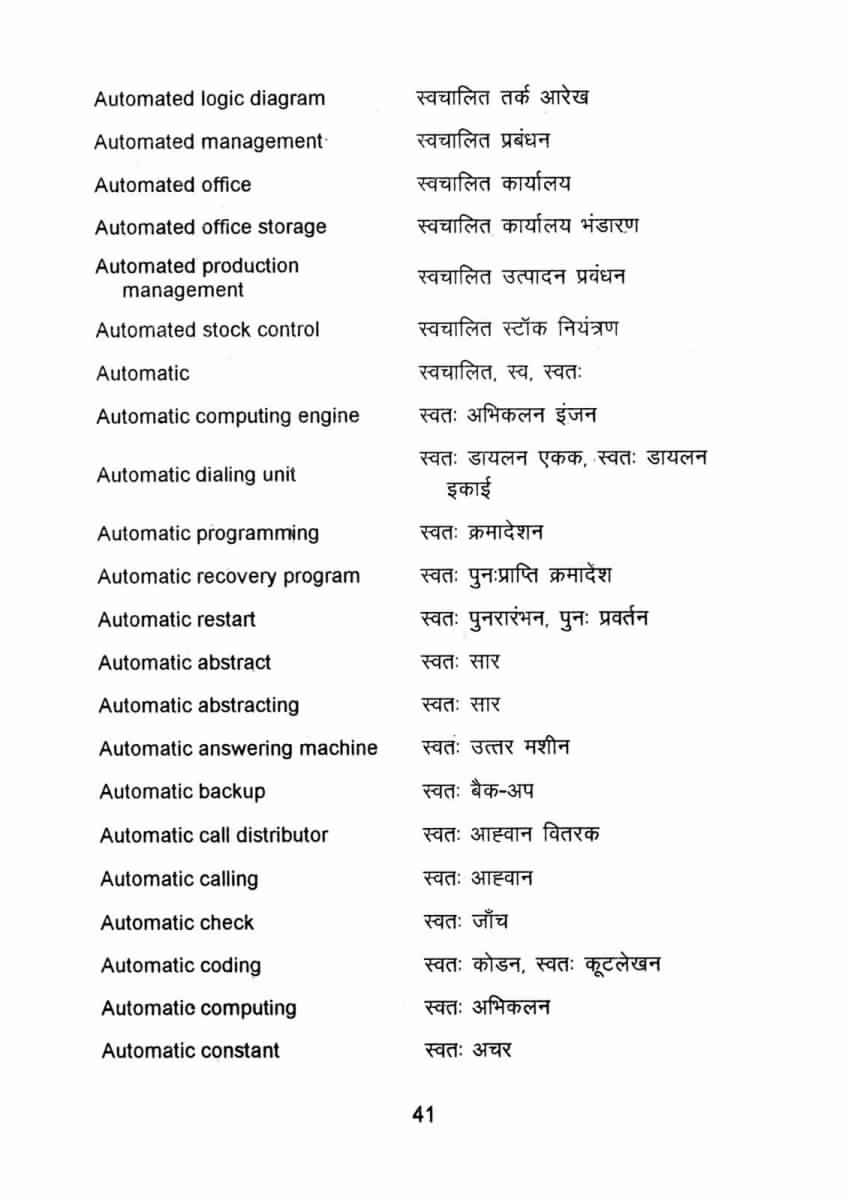 Automated logic diagram स्वचालित तर्क आरेख
Automated management स्वचालित प्रबंधन
Automated office स्वचालित कार्यालय
Automated office storage स्वचालित कार्यालय भंडारण
Automated production
management स्वचालित उत्पादन प्रबंधन
Automated stock control स्वचालित स्टॉक नियंत्रण
Automatic स्वचालित, स्व, स्वतः
Automatic computing engine स्वतः अभिकलन इंजन
Automatic dialing unit स्वतः डायलन एकक, स्वतः डायलन
इकाई
Automatic programming स्वतः क्रमादेशन
Automatic recovery program स्वतः पुनःप्राप्ति क्रमादेश
Automatic restart स्वतः पुनरारंभन, पुनः प्रवर्तन
Automatic abstract स्वतः सार
Automatic abstracting स्वतः सार
Automatic answering machine स्वतः उत्तर मशीन
Automatic backup स्वतः बैक-अप
Automatic call distributor स्वतः आह्वान वितरक
Automatic calling स्वतः आह्वान
Automatic check स्वतः जाँच
Automatic coding स्वतः कोडन, स्वतः कूटलेखन
Automatic computing स्वतः अभिकलन
Automatic constant स्वतः अचर
41